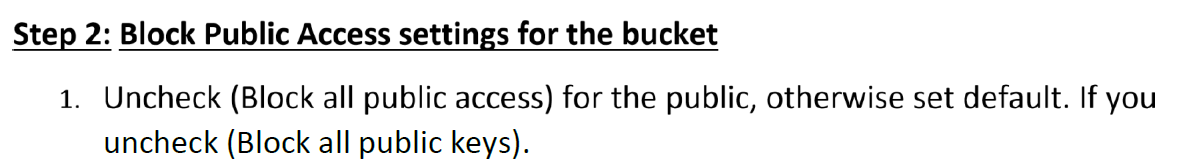 Step 2: Block Public Access settings for the bucket
1. Uncheck (Block all public access) for the public, otherwise set default. If you
uncheck (Block all public keys).